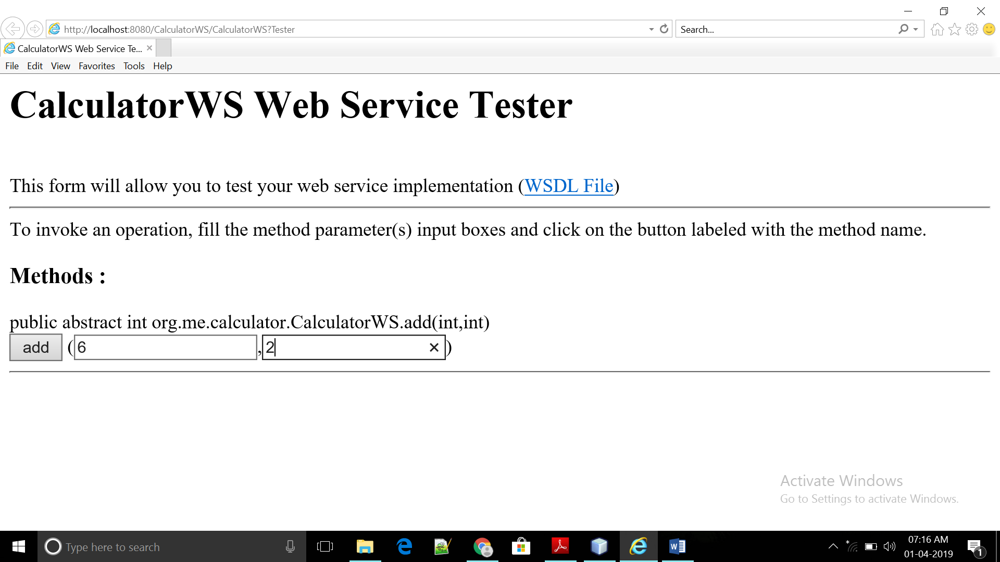 http://localhost:8080/CalculatorWS/CalculatorWS?Tester
Search...
CalculatorWS Web Service Te...
File Edit View Favorites Tools Help
CalculatorWS Web Service Tester
This form will allow you to test your web service implementation (WSDL File)
To invoke an operation, fill the method parameter(s) input boxes and click on the button labeled with the method name.
Methods :
public abstract int org.me.calculator.CalculatorWS.add(int,int)
add (6 ,2 )
Activate Windows
Go to Settings to activate Windows.
Type here to search
07:16 AM
01-04-2019
1